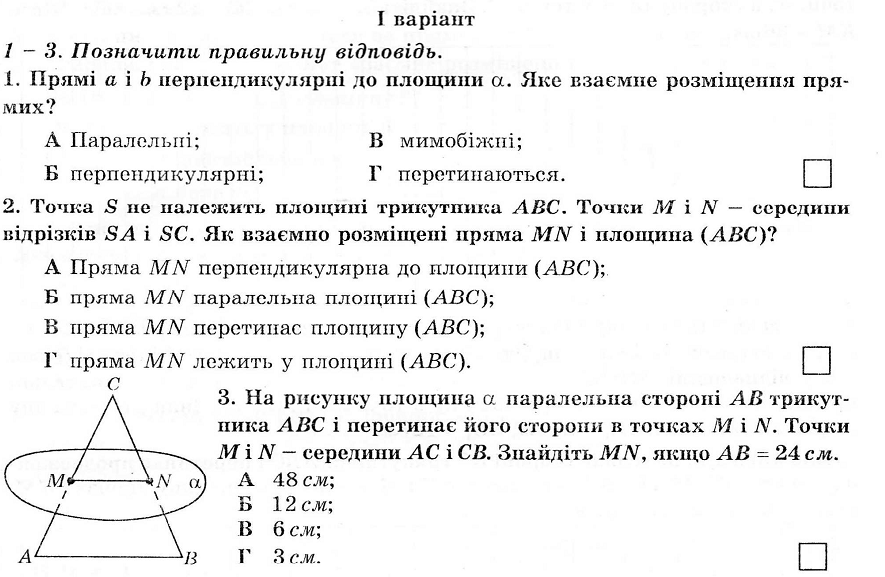 I варіант
1 – 3. Позначити правильну відповідь.
1. Прямі a і b перпендикулярні до площини α. Яке взаємне розміщення пря-
мих?
А Паралельні; В мимобіжні;
Б перпендикулярні; Г перетинаються.
2. Точка S не належить площині трикутника ABC. Точки M і N – середини
відрізків SA і SC. Як взаємно розміщені пряма MN і площина (ABC)?
А Пряма MN перпендикулярна до площини (ABC);
Б пряма MN паралельна площині (ABC);
В пряма MN перетинає площину (ABC);
Г пряма MN лежить у площині (ABC).
C
M N α
A B
3. На рисунку площина α паралельна стороні AB трикут-
ника ABC і перетинає його сторони в точках M і N. Точки
M і N – середини AC і CB. Знайдіть MN, якщо AB = 24 см.
А 48 см;
Б 12 см;
В 6 см;
Г 3 см.